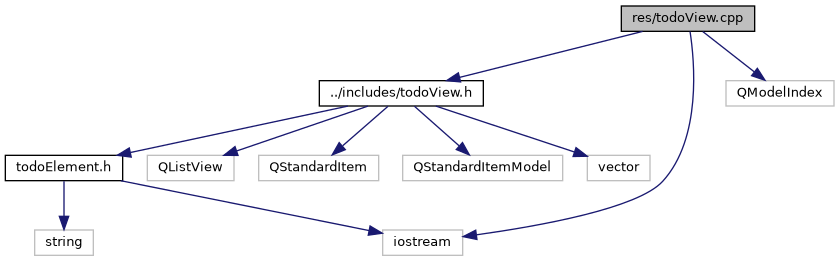 res/todoView.cpp
../includes/todoView.h
QModelIndex
todoElement.h
QListView
QStandardItem
QStandardItemModel
vector
string
iostream